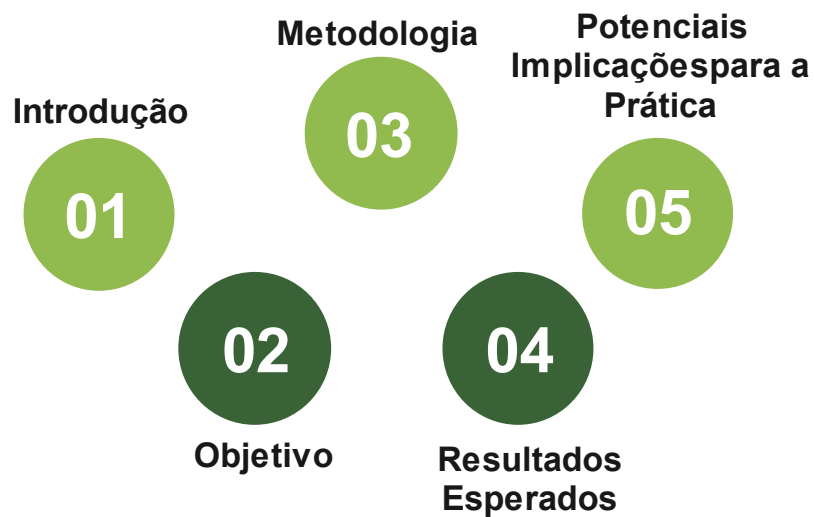 Introdução
01
02
Objetivo
Metodologia
03
04
Resultados
Esperados
Potenciais
Implicaçõespara a
Prática
05